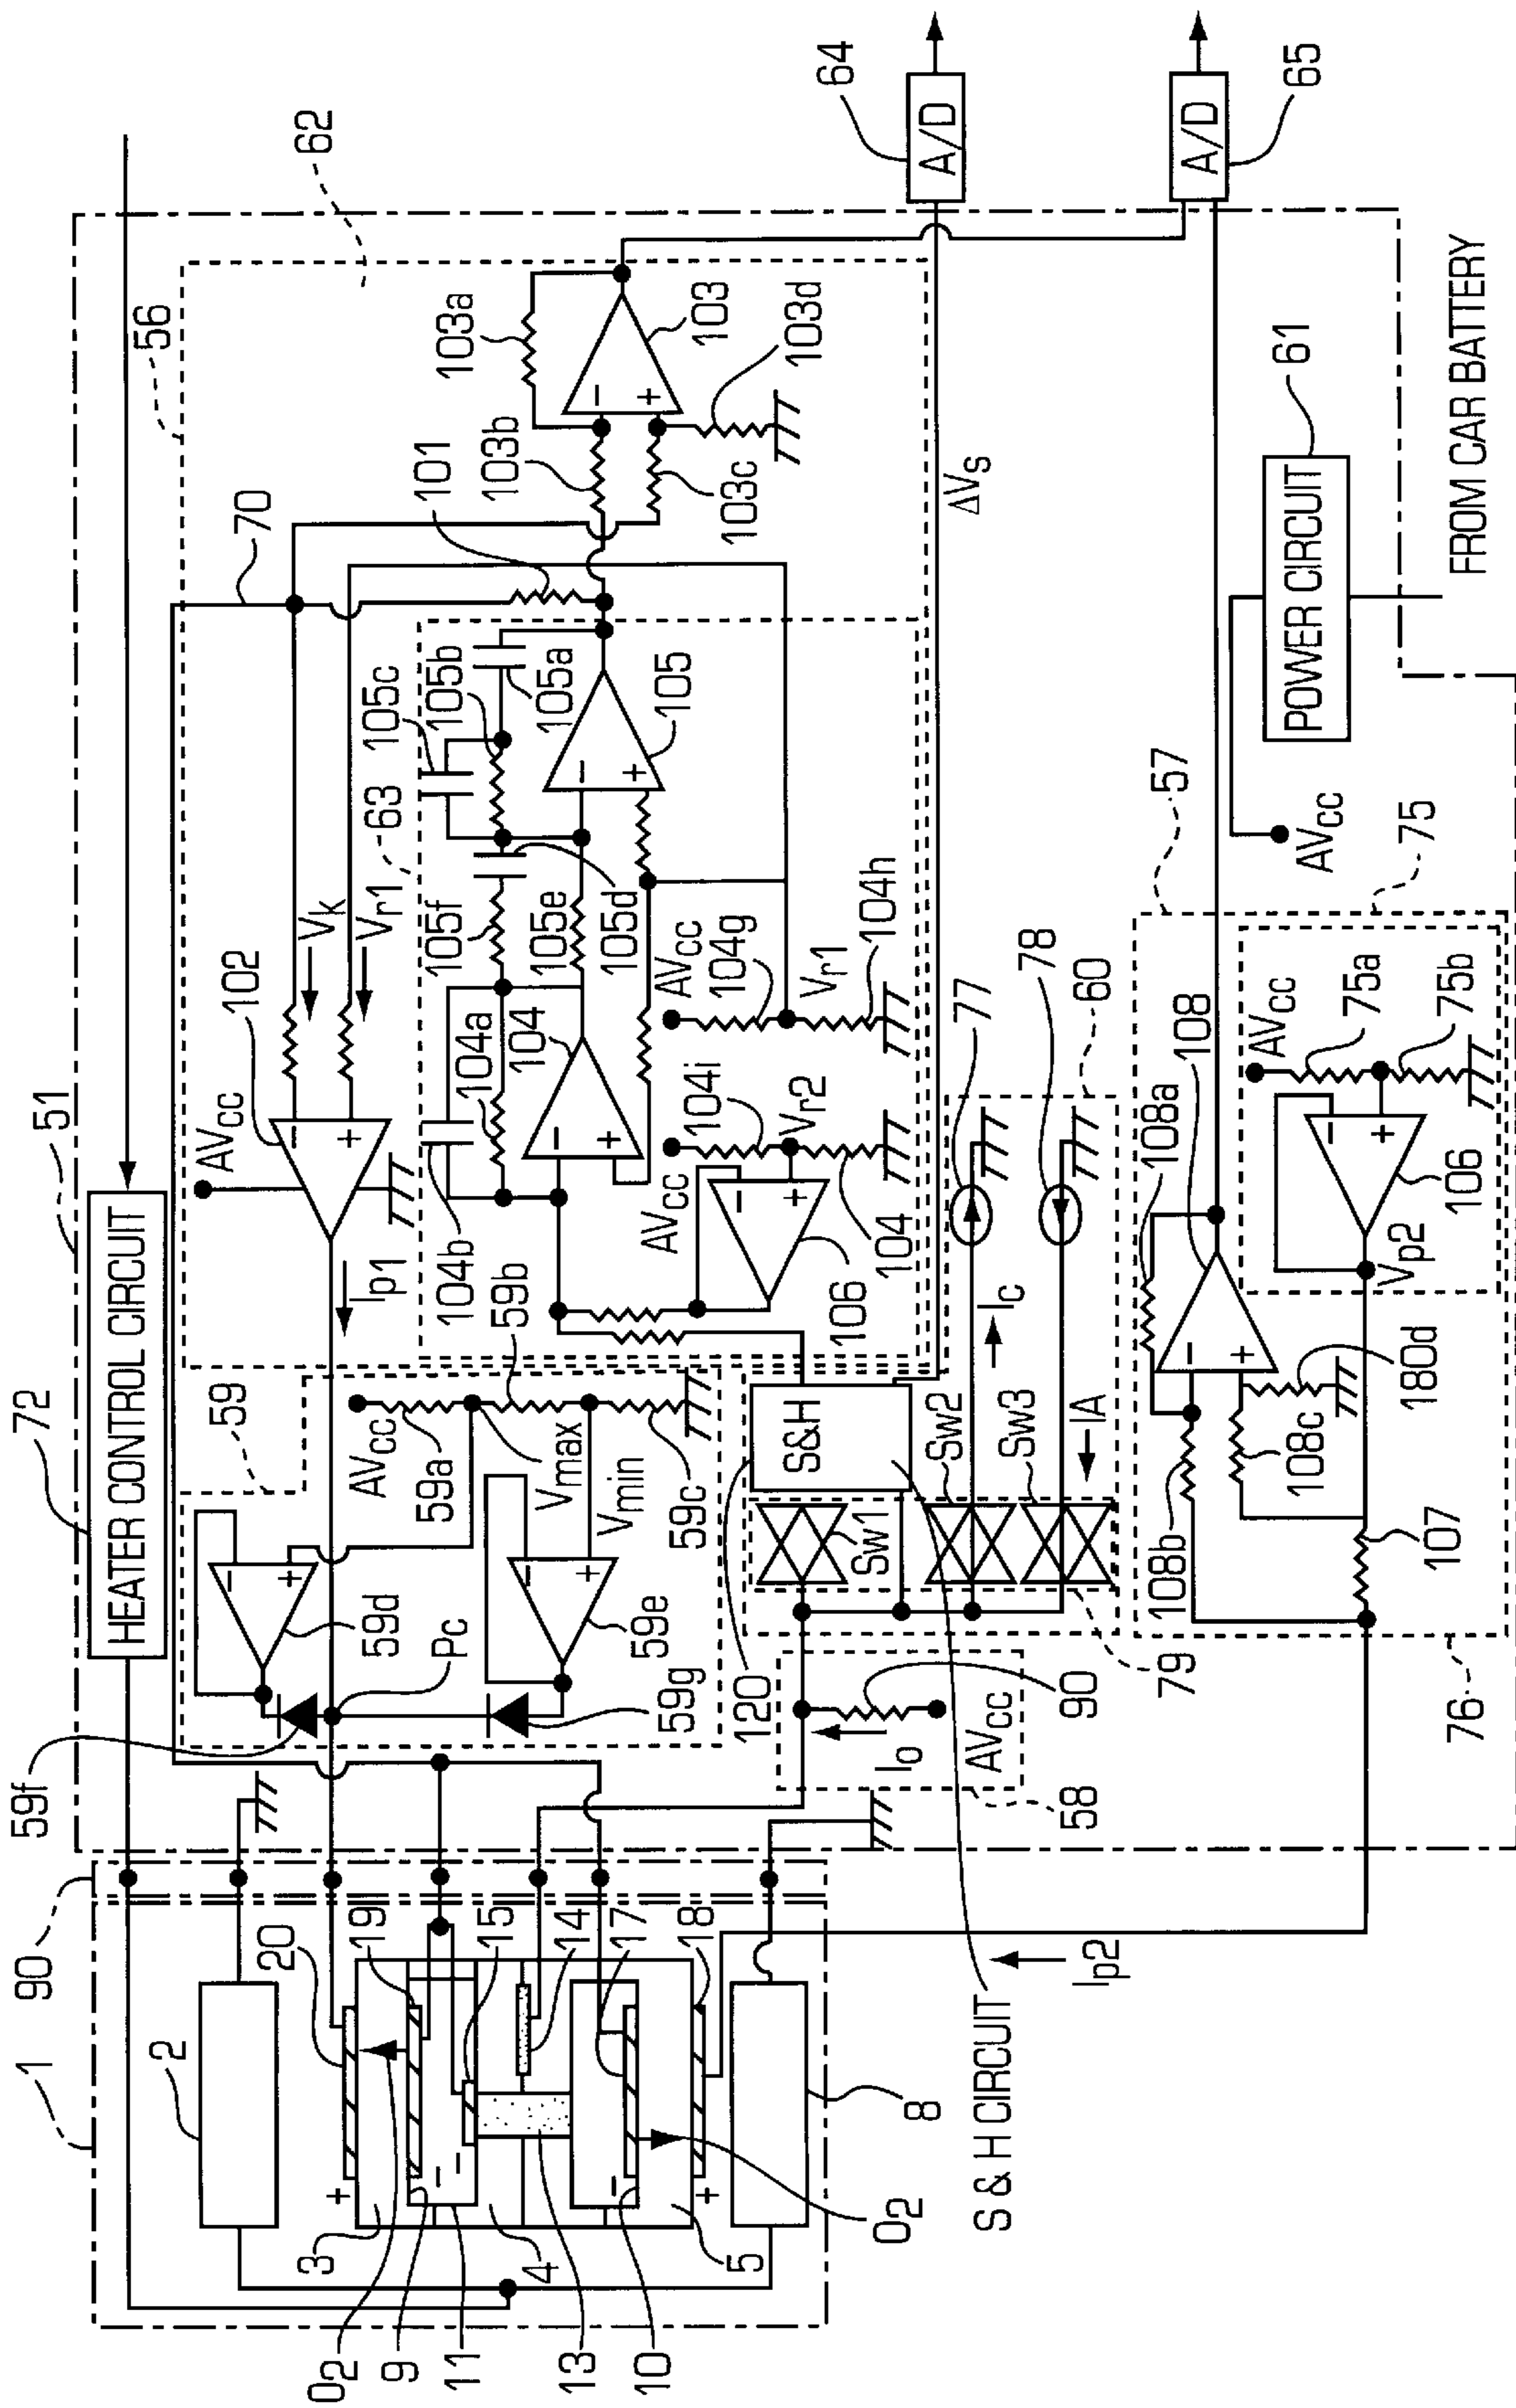 1
90
59f
72
51
56
62
2
20
19
15
14
17
18
8
+
3
O2
9
11
4
13
10
5
O2
+
−
−
−
S & H CIRCUIT
Ip2
HEATER CONTROL CIRCUIT
59
59d
−
+
Pc
59e
−
+
59g
AVcc
59a
Vmax
59b
Vmin
59c
Ip1
AVcc
102
−
+
Vk
Vr1
70
63
101
103a
103b
103
−
+
103c
103d
104b
104a
104
−
+
105f
105e
105d
105c
105b
105a
105
−
+
AVcc
104g
Vr1
104h
AVcc
104i
Vr2
104
106
−
+
120
S&H
ΔVs
Sw1
Sw2
Sw3
Ic
IA
77
78
60
79
Io
90
AVcc
58
76
107
108b
108c
180d
108a
108
−
+
Vp2
106
−
+
AVcc
75a
75b
75
57
AVcc
POWER CIRCUIT
61
FROM CAR BATTERY
64
A/D
A/D
65